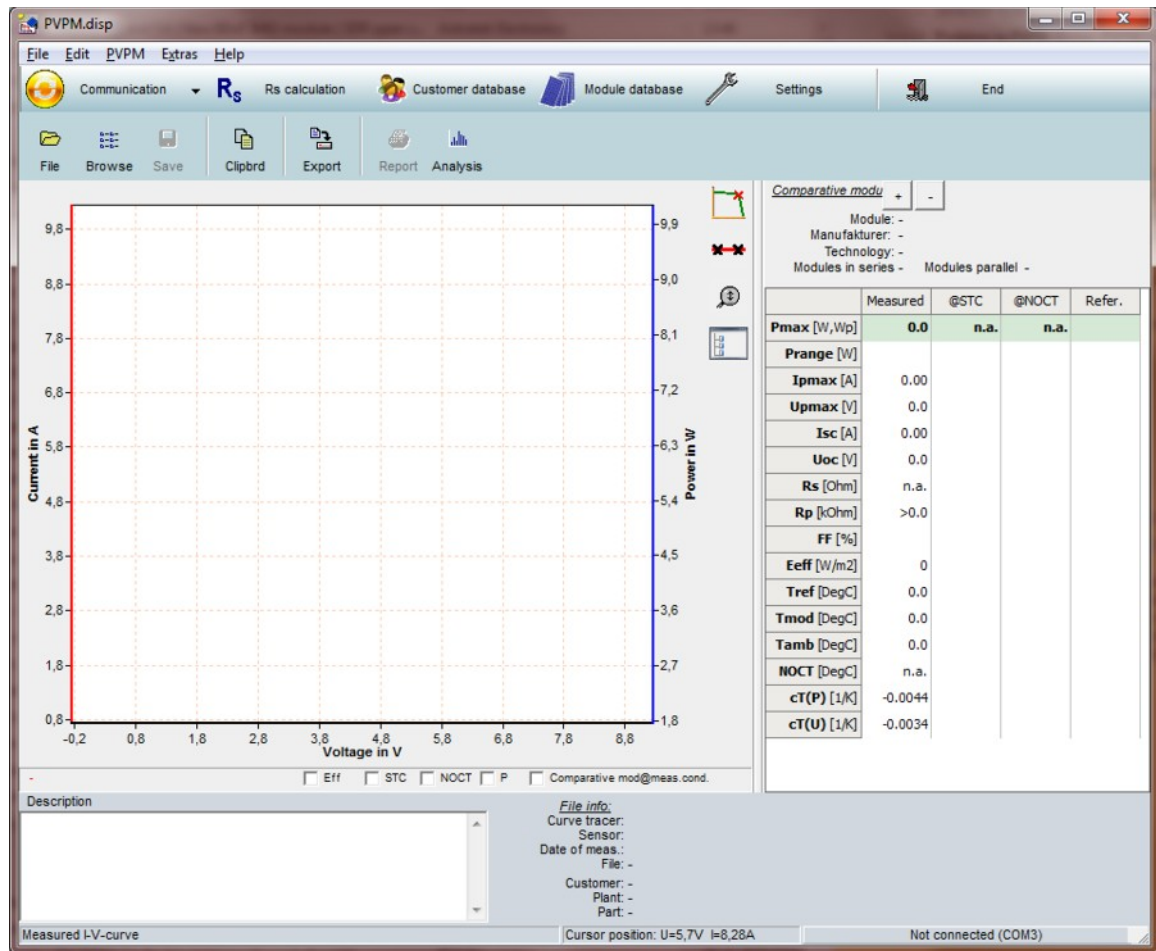 PVPM.disp
File Edit PVPM Extras Help
Communication Rs Rs calculation Customer database Module database Settings End
File Browse Save Clipbrd Export Report Analysis
Comparative modu + -
Module: -
Manufakturer: -
Technology: -
Modules in series - Modules parallel -
Measured @STC @NOCT Refer.
Pmax [W,Wp] 0.0 n.a. n.a.
Prange [W]
Ipmax [A] 0.00
Upmax [V] 0.0
Isc [A] 0.00
Uoc [V] 0.0
Rs [Ohm] n.a.
Rp [kOhm] >0.0
FF [%]
Eeff [W/m2] 0
Tref [DegC] 0.0
Tmod [DegC] 0.0
Tamb [DegC] 0.0
NOCT [DegC] n.a.
cT(P) [1/K] -0.0044
cT(U) [1/K] -0.0034
Current in A
9,8
8,8
7,8
6,8
5,8
4,8
3,8
2,8
1,8
0,8
-0,2 0,8 1,8 2,8 3,8 4,8 5,8 6,8 7,8 8,8
Voltage in V
9,9
9,0
8,1
7,2
6,3
5,4
4,5
3,6
2,7
1,8
Power in W
- Eff STC NOCT P Comparative mod@meas.cond.
Description
File info:
Curve tracer:
Sensor:
Date of meas.:
File: -
Customer: -
Plant: -
Part: -
Measured I-V-curve Cursor position: U=5,7V I=8,28A Not connected (COM3)